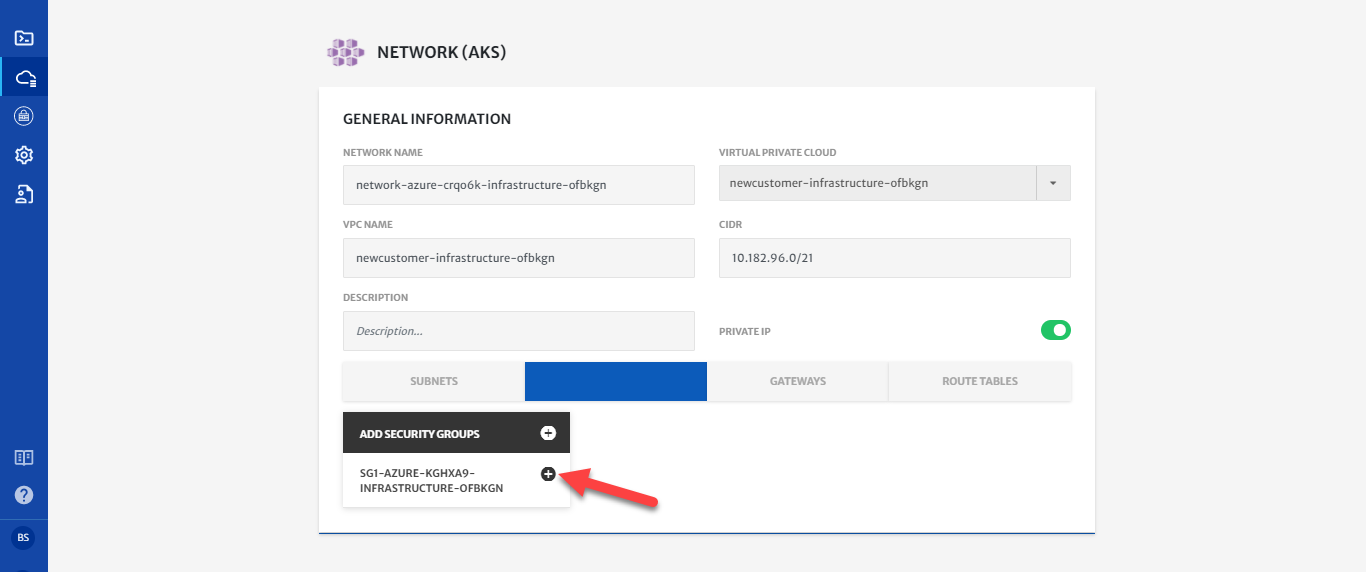 NETWORK (AKS)
GENERAL INFORMATION
NETWORK NAME
VIRTUAL PRIVATE CLOUD
network-azure-crqo6k-infrastructure-ofbkgn
newcustomer-infrastructure-ofbkgn
VPC NAME
CIDR
newcustomer-infrastructure-ofbkgn
10.182.96.0/21
DESCRIPTION
Description...
PRIVATE IP
SUBNETS
GATEWAYS
ROUTE TABLES
ADD SECURITY GROUPS
SG1-AZURE-KGHXA9-
INFRASTRUCTURE-OFBKGN
BS